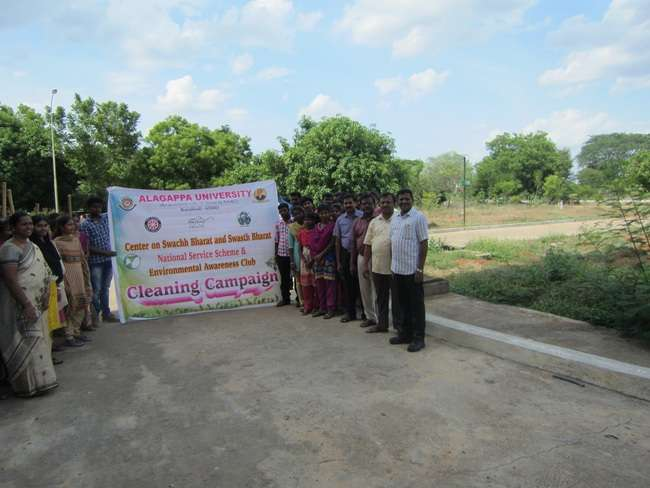 ALAGAPPA UNIVERSITY
Center on Swachh Bharat and Swasth Bharat
National Service Scheme &
Environmental Awareness Club
Cleaning Campaign